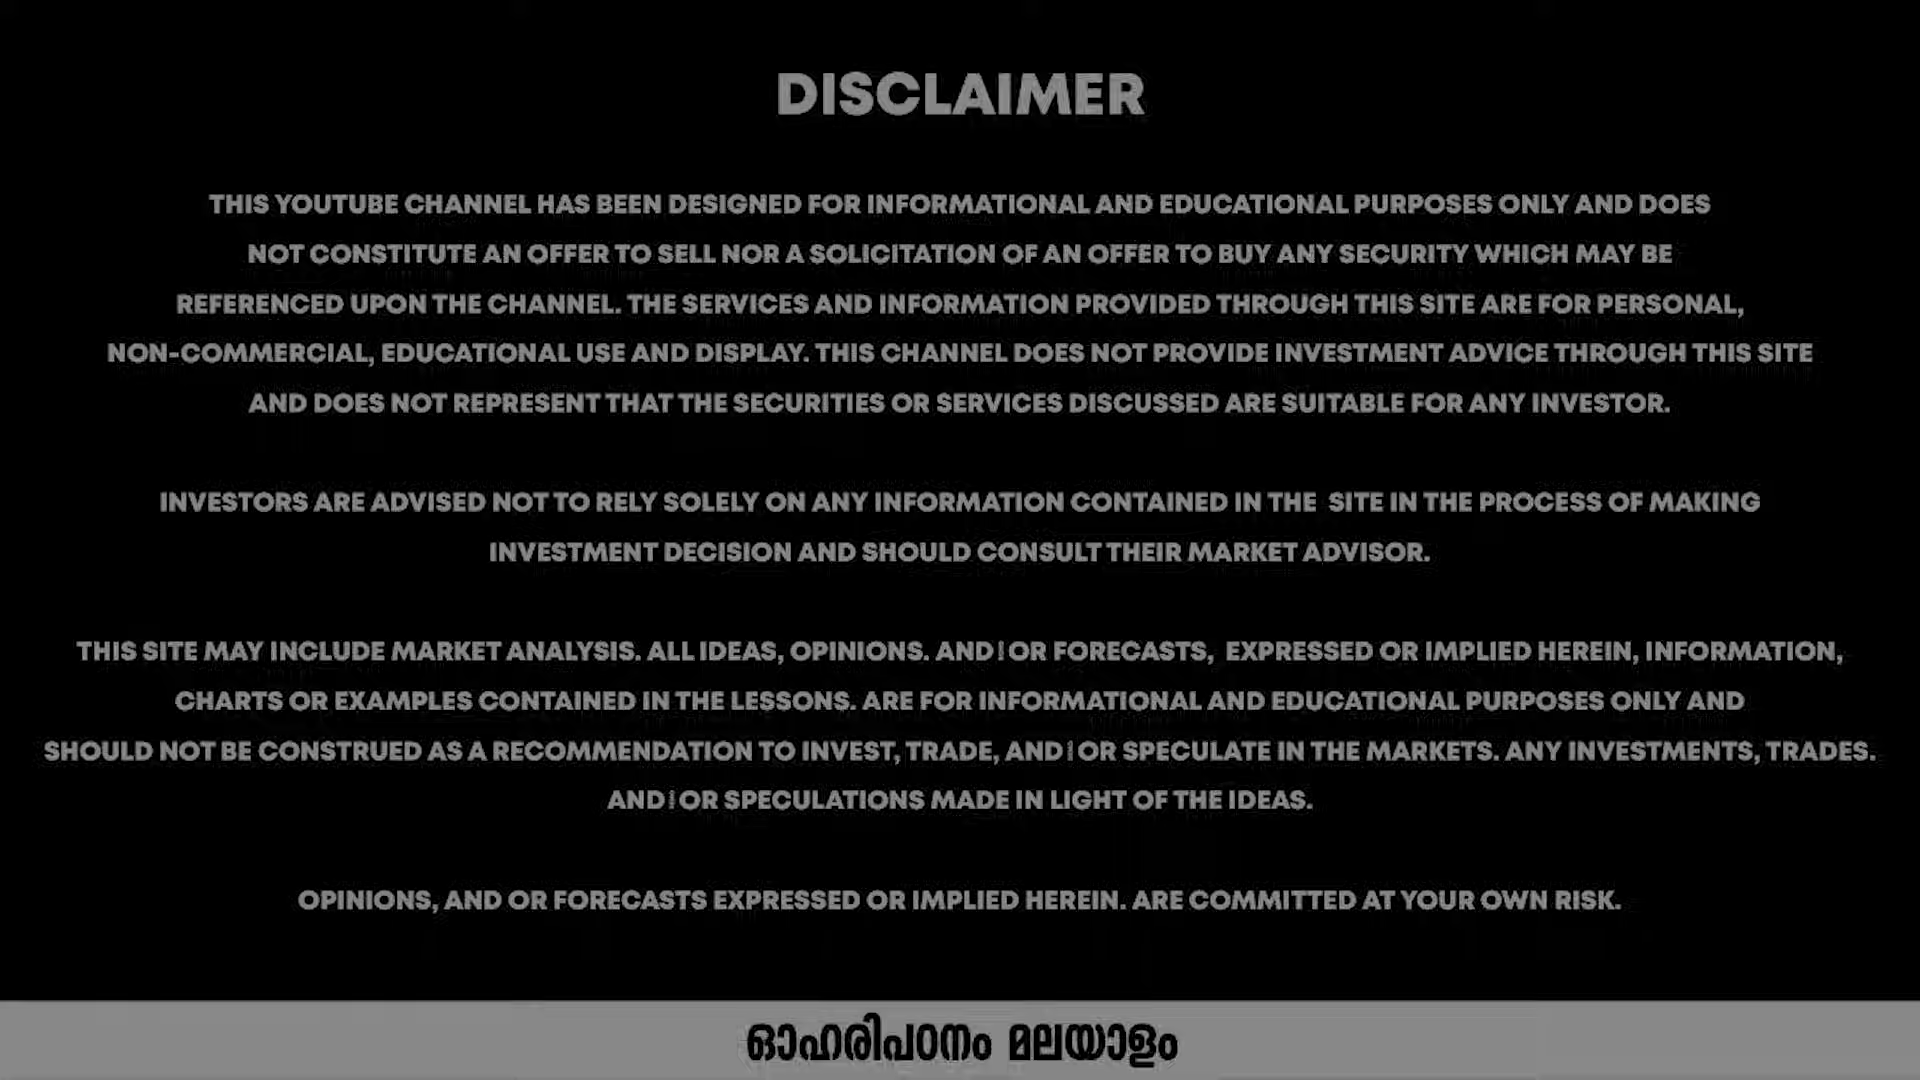 DISCLAIMER
THIS YOUTUBE CHANNEL HAS BEEN DESIGNED FOR INFORMATIONAL AND EDUCATIONAL PURPOSES ONLY AND DOES
NOT CONSTITUTE AN OFFER TO SELL NOR A SOLICITATION OF AN OFFER TO BUY ANY SECURITY WHICH MAY BE
REFERENCED UPON THE CHANNEL. THE SERVICES AND INFORMATION PROVIDED THROUGH THIS SITE ARE FOR PERSONAL,
NON-COMMERCIAL, EDUCATIONAL USE AND DISPLAY. THIS CHANNEL DOES NOT PROVIDE INVESTMENT ADVICE THROUGH THIS SITE
AND DOES NOT REPRESENT THAT THE SECURITIES OR SERVICES DISCUSSED ARE SUITABLE FOR ANY INVESTOR.
INVESTORS ARE ADVISED NOT TO RELY SOLELY ON ANY INFORMATION CONTAINED IN THE SITE IN THE PROCESS OF MAKING
INVESTMENT DECISION AND SHOULD CONSULT THEIR MARKET ADVISOR.
THIS SITE MAY INCLUDE MARKET ANALYSIS. ALL IDEAS, OPINIONS. AND|OR FORECASTS, EXPRESSED OR IMPLIED HEREIN, INFORMATION,
CHARTS OR EXAMPLES CONTAINED IN THE LESSONS. ARE FOR INFORMATIONAL AND EDUCATIONAL PURPOSES ONLY AND
SHOULD NOT BE CONSTRUED AS A RECOMMENDATION TO INVEST, TRADE, AND|OR SPECULATE IN THE MARKETS. ANY INVESTMENTS, TRADES.
AND|OR SPECULATIONS MADE IN LIGHT OF THE IDEAS.
OPINIONS, AND OR FORECASTS EXPRESSED OR IMPLIED HEREIN. ARE COMMITTED AT YOUR OWN RISK.
ഓഹരിപഠനം മലയാളം